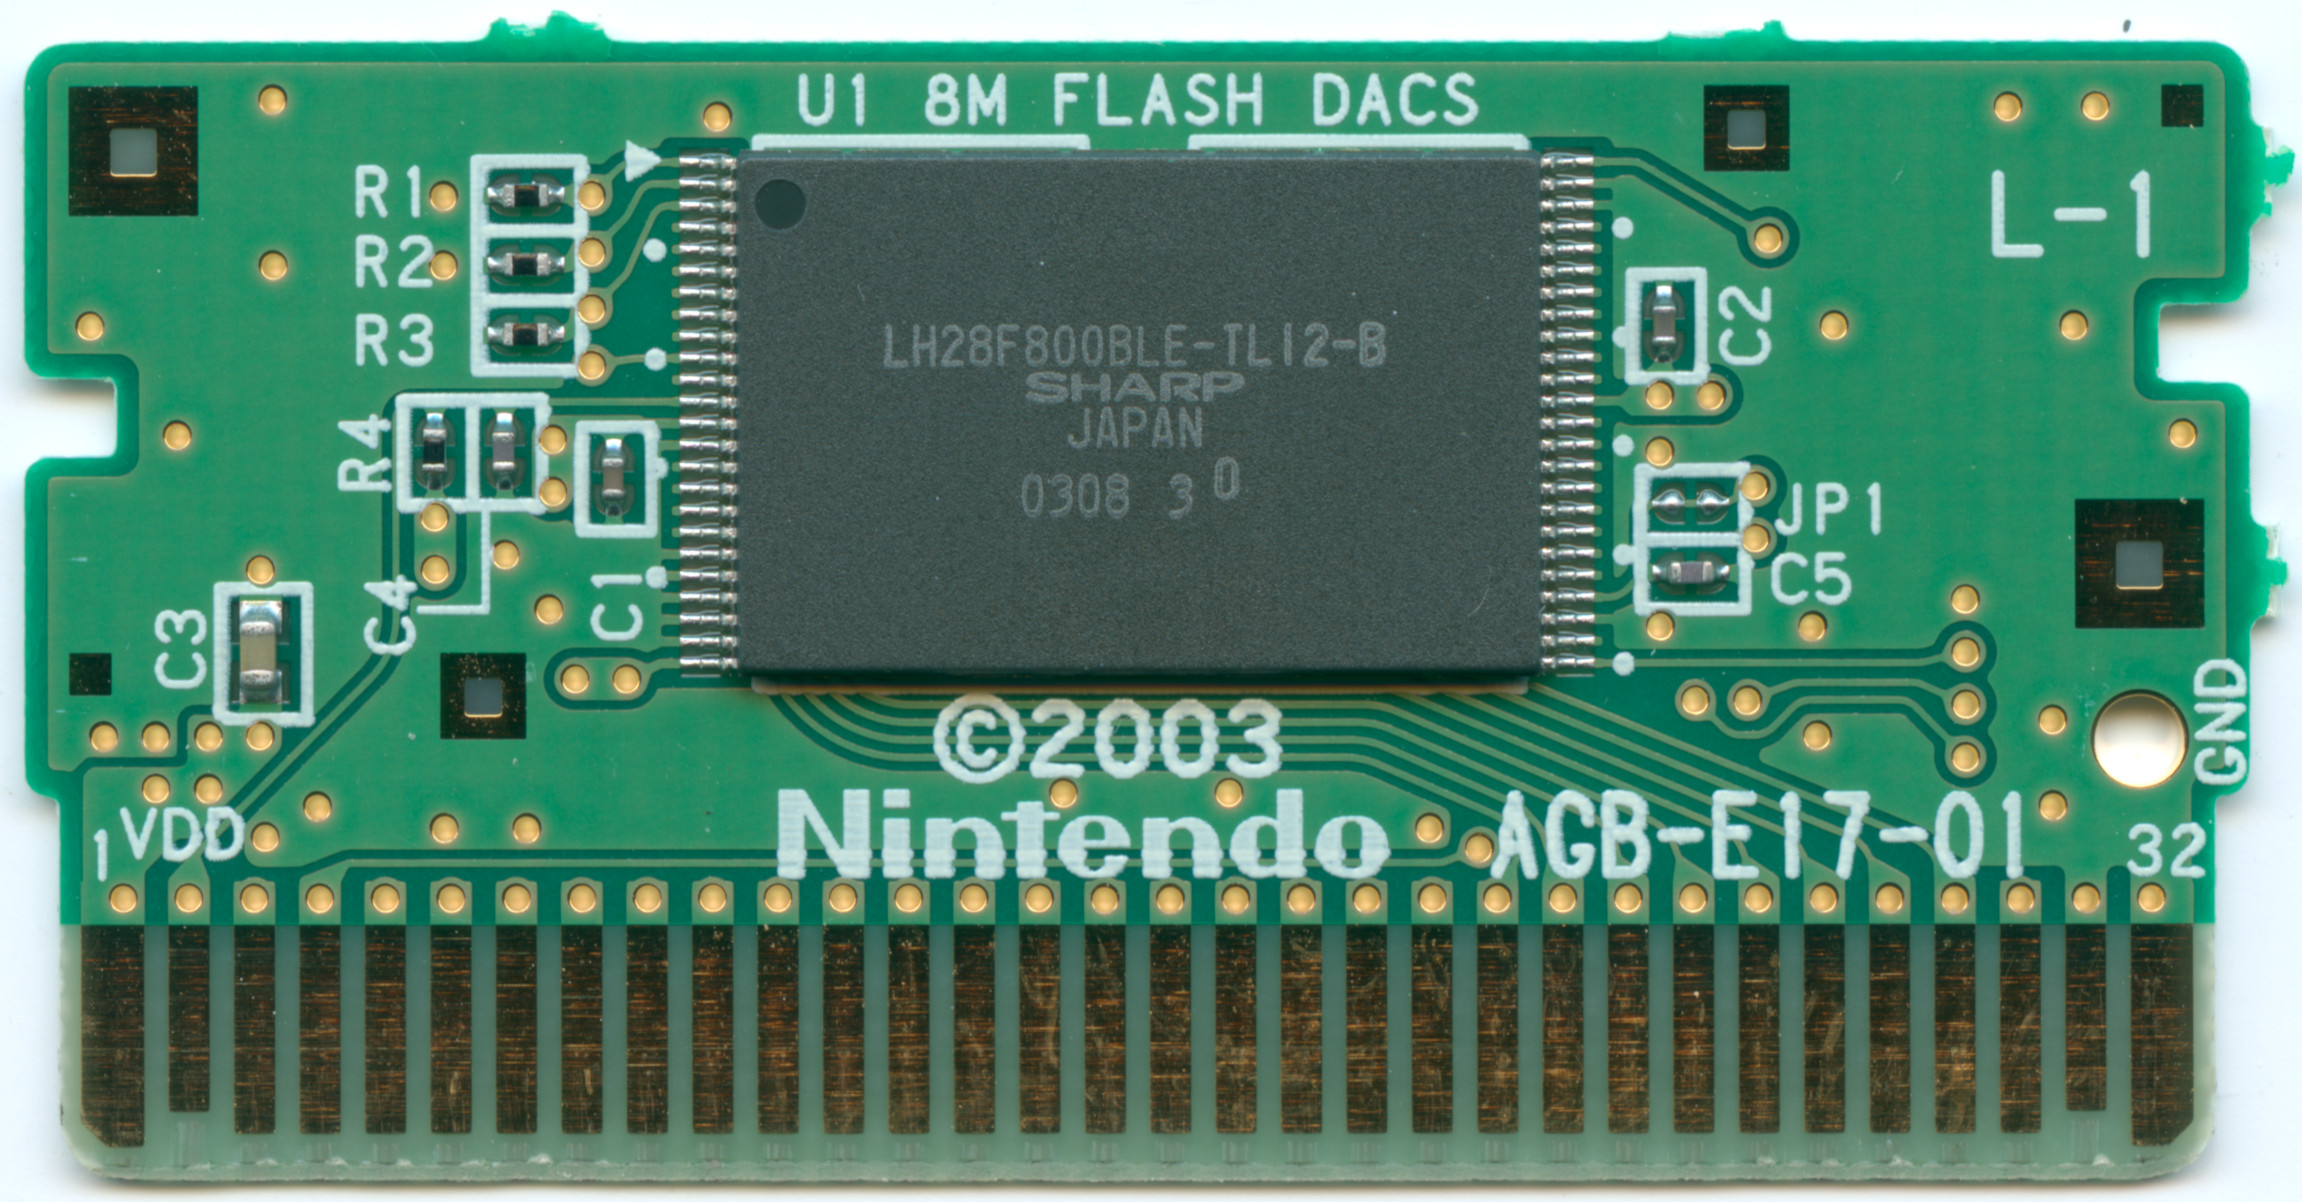 U1 8M FLASH DACS
L-1
R1
R2
R3
C2
LH28F800BLE-TL12-B
SHARP
JAPAN
0308 3 0
R4
JP1
C5
C4
C1
C3
GND
©2003
Nintendo
AGB-E17-01
1
VDD
32